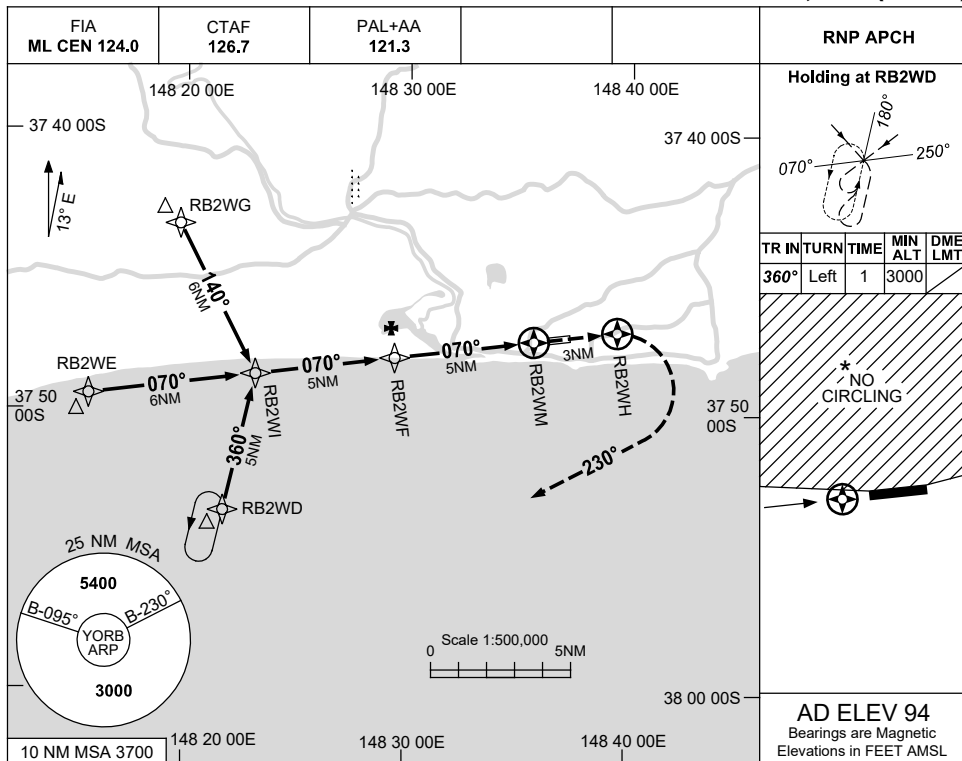 FIA
ML CEN 124.0
CTAF
126.7
PAL+AA
121.3
RNP APCH
148 20 00E
148 30 00E
148 40 00E
37 40 00S
37 40 00S
13° E
RB2WG
140°
6NM
RB2WE
070°
6NM
RB2WI
070°
5NM
RB2WF
070°
5NM
RB2WM
3NM
RB2WH
37 50
00S
37 50
00S
360°
5NM
RB2WD
230°
25 NM MSA
5400
B-095°
B-230°
YORB
ARP
3000
Scale 1:500,000
0
5NM
38 00 00S
10 NM MSA 3700
148 20 00E
148 30 00E
148 40 00E
Holding at RB2WD
180°
070°
250°
TR IN TURN TIME MIN ALT DME LMT
360° Left 1 3000
* NO
CIRCLING
AD ELEV 94
Bearings are Magnetic
Elevations in FEET AMSL